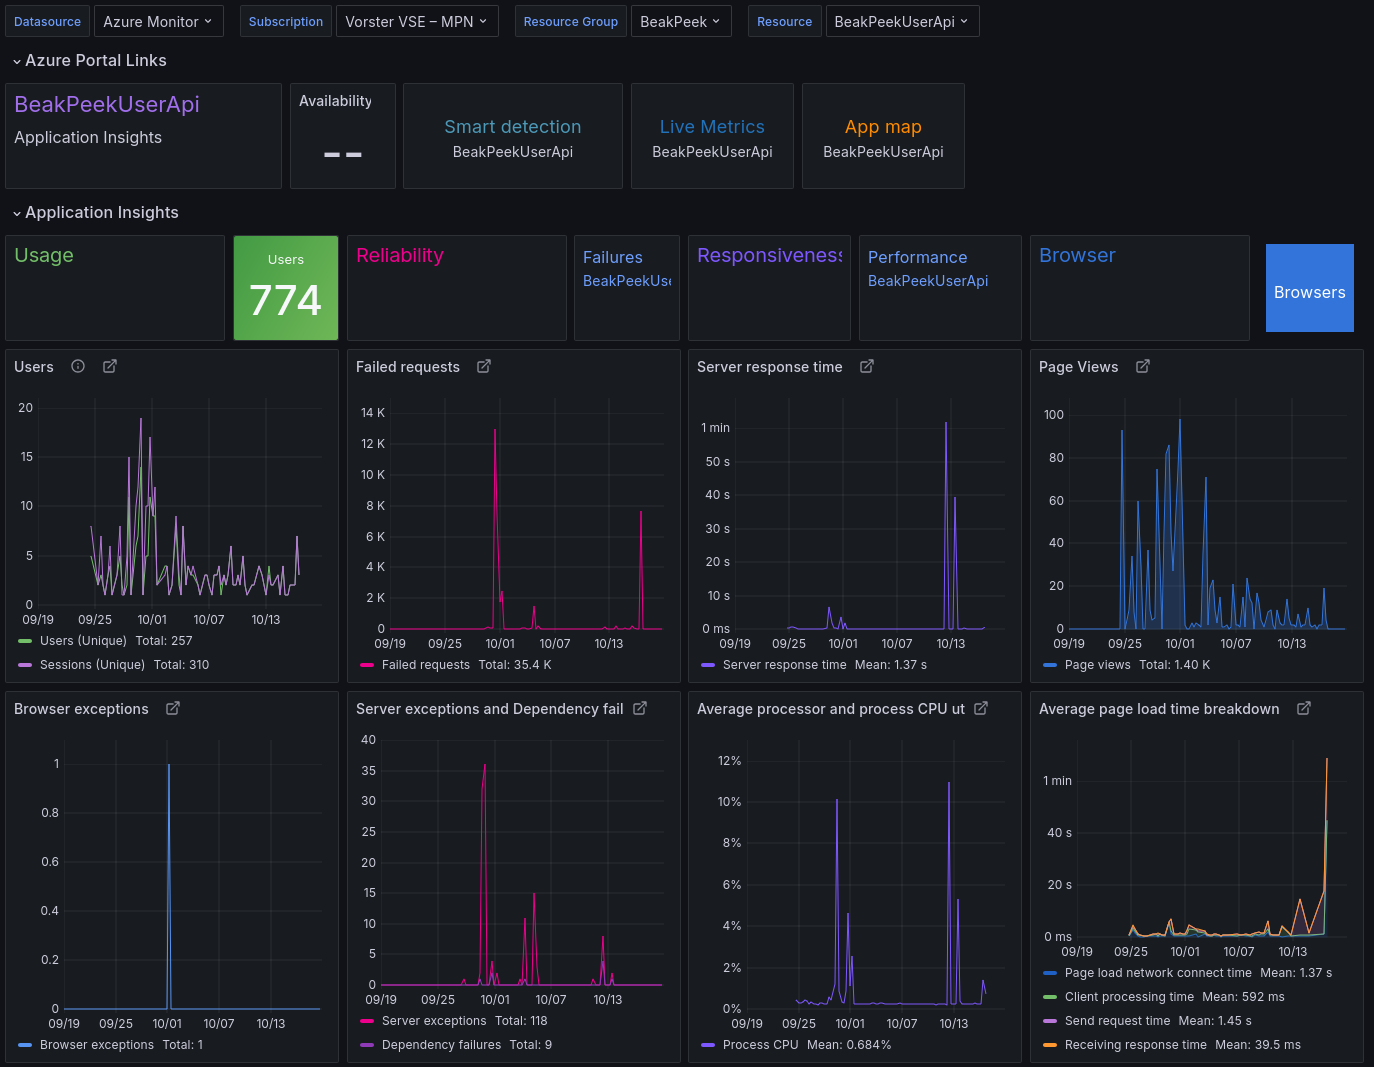 Datasource Azure Monitor Subscription Vorster VSE – MPN Resource Group BeakPeek Resource BeakPeekUserApi
Azure Portal Links
BeakPeekUserApi
Application Insights
Availability
--
Smart detection
BeakPeekUserApi
Live Metrics
BeakPeekUserApi
App map
BeakPeekUserApi
Application Insights
Usage
Users
774
Reliability
Failures
BeakPeekUse
Responsiveness
Performance
BeakPeekUserApi
Browser
Browsers
Users
20
15
10
5
0
09/19 09/25 10/01 10/07 10/13
Users (Unique) Total: 257
Sessions (Unique) Total: 310
Failed requests
14 K
12 K
10 K
8 K
6 K
4 K
2 K
0
09/19 09/25 10/01 10/07 10/13
Failed requests Total: 35.4 K
Server response time
1 min
50 s
40 s
30 s
20 s
10 s
0 ms
09/19 09/25 10/01 10/07 10/13
Server response time Mean: 1.37 s
Page Views
100
80
60
40
20
0
09/19 09/25 10/01 10/07 10/13
Page views Total: 1.40 K
Browser exceptions
1
0.8
0.6
0.4
0.2
0
09/19 09/25 10/01 10/07 10/13
Browser exceptions Total: 1
Server exceptions and Dependency fail
40
35
30
25
20
15
10
5
0
09/19 09/25 10/01 10/07 10/13
Server exceptions Total: 118
Dependency failures Total: 9
Average processor and process CPU ut
12%
10%
8%
6%
4%
2%
0%
09/19 09/25 10/01 10/07 10/13
Process CPU Mean: 0.684%
Average page load time breakdown
1 min
40 s
20 s
0 ms
09/19 09/25 10/01 10/07 10/13
Page load network connect time Mean: 1.37 s
Client processing time Mean: 592 ms
Send request time Mean: 1.45 s
Receiving response time Mean: 39.5 ms